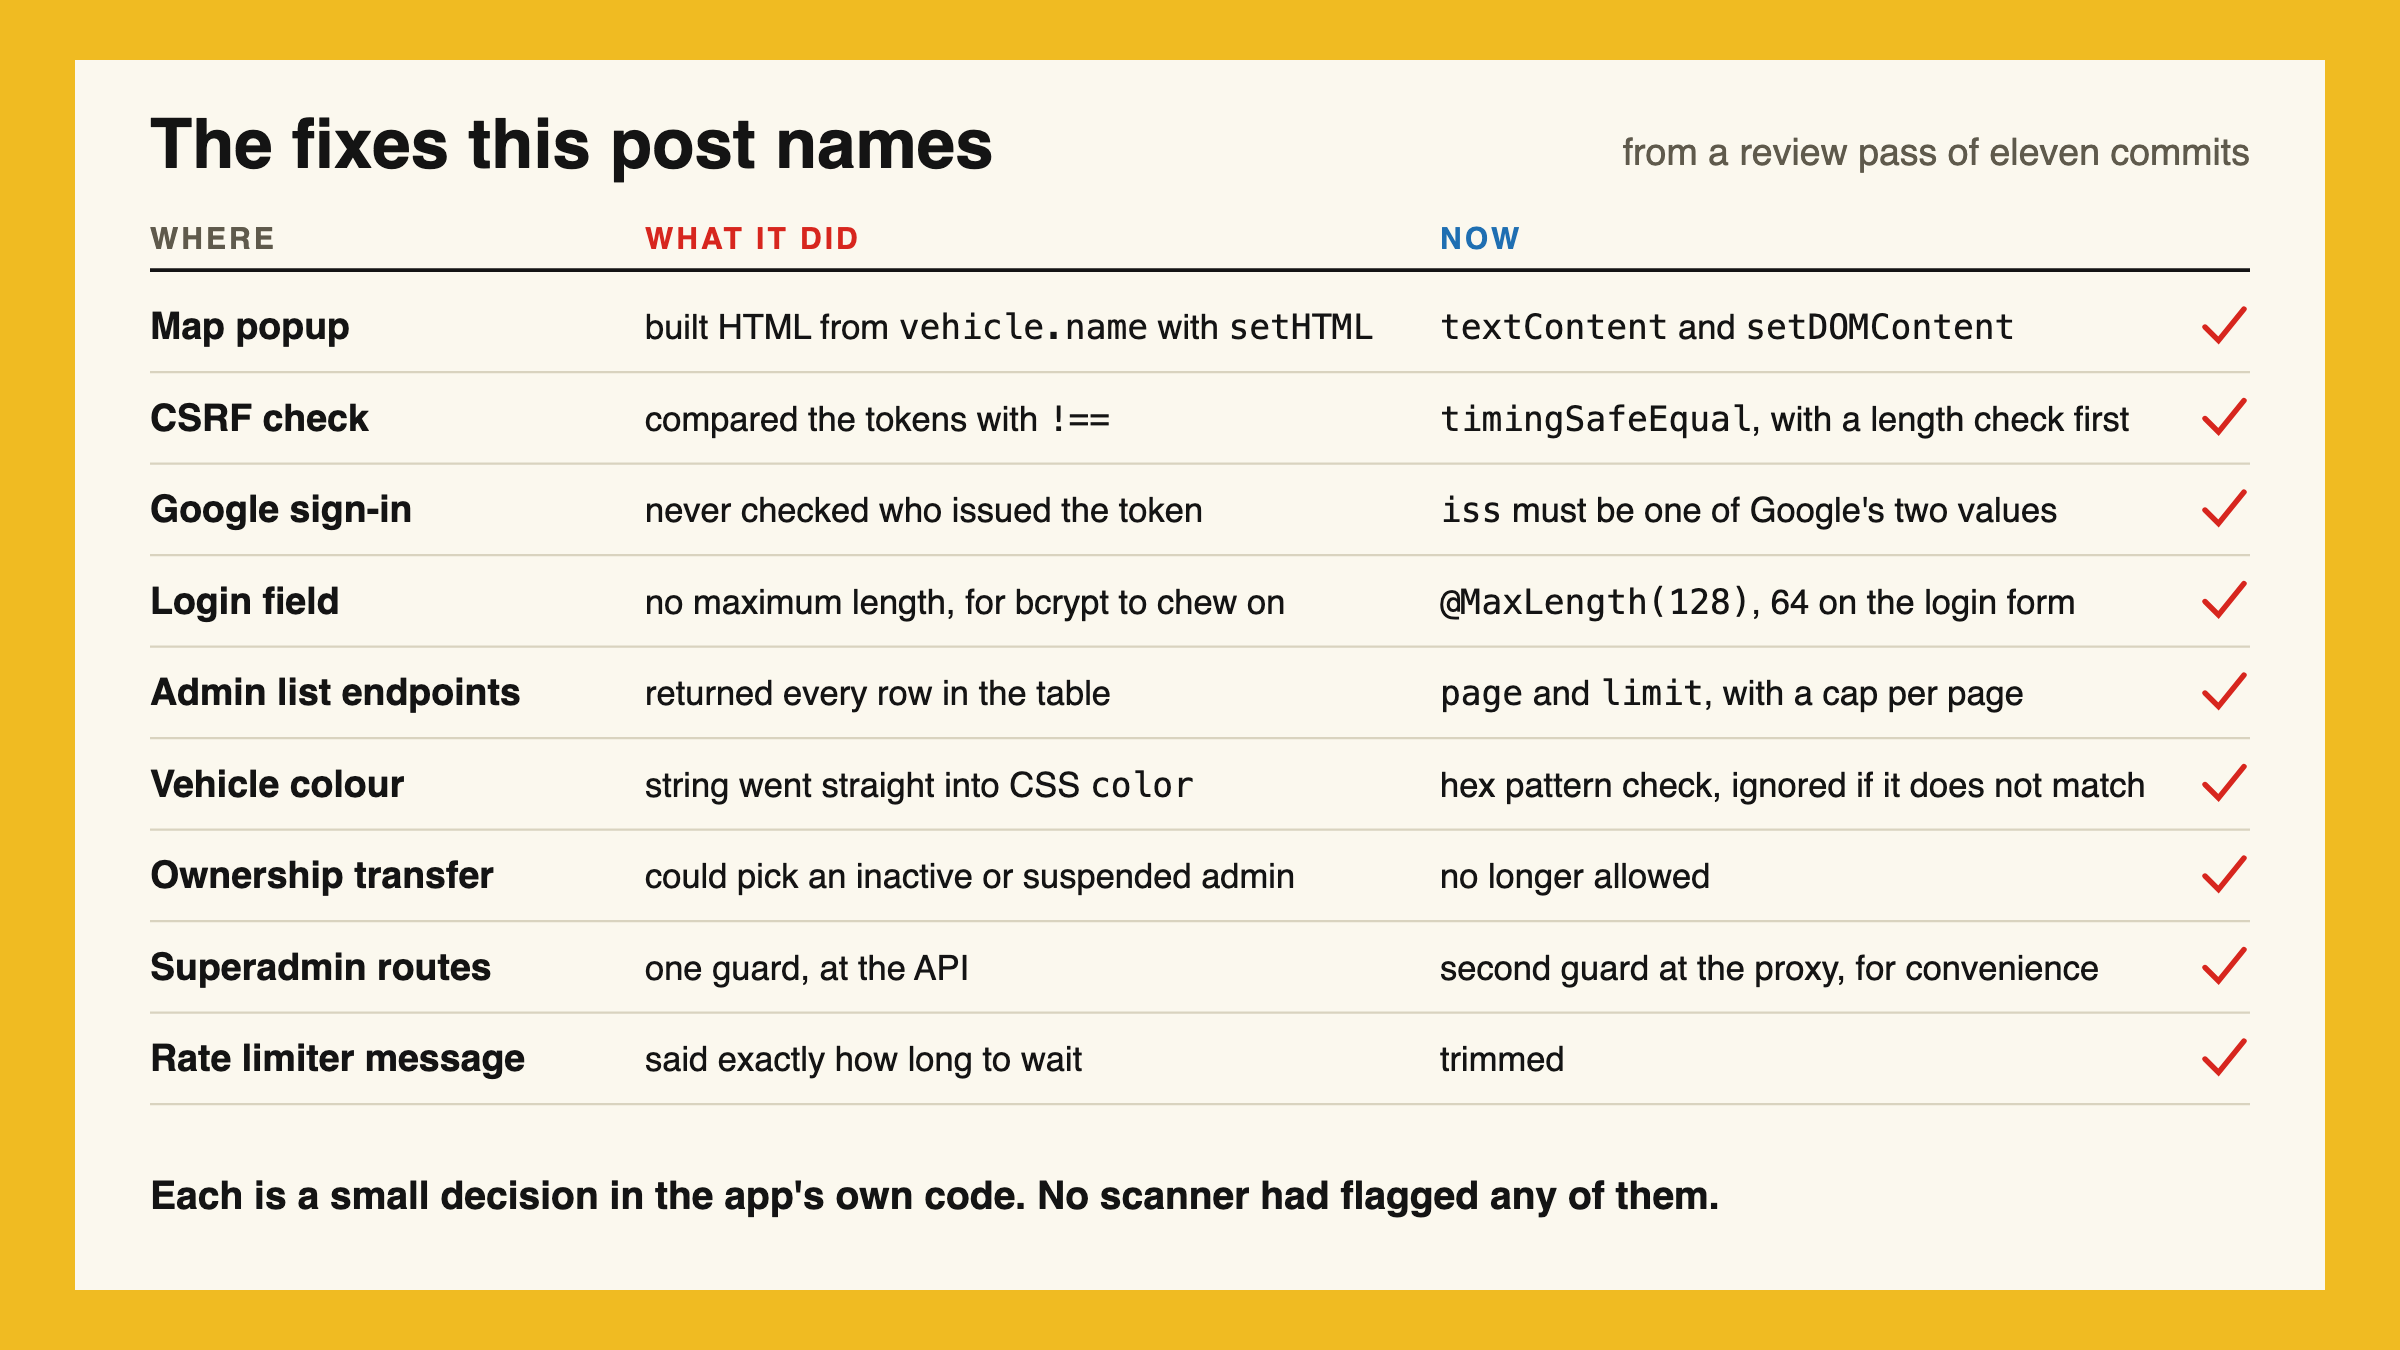 The fixes this post names
from a review pass of eleven commits
WHERE WHAT IT DID NOW
Map popup built HTML from vehicle.name with setHTML textContent and setDOMContent
CSRF check compared the tokens with !== timingSafeEqual, with a length check first
Google sign-in never checked who issued the token iss must be one of Google's two values
Login field no maximum length, for bcrypt to chew on @MaxLength(128), 64 on the login form
Admin list endpoints returned every row in the table page and limit, with a cap per page
Vehicle colour string went straight into CSS color hex pattern check, ignored if it does not match
Ownership transfer could pick an inactive or suspended admin no longer allowed
Superadmin routes one guard, at the API second guard at the proxy, for convenience
Rate limiter message said exactly how long to wait trimmed
Each is a small decision in the app's own code. No scanner had flagged any of them.